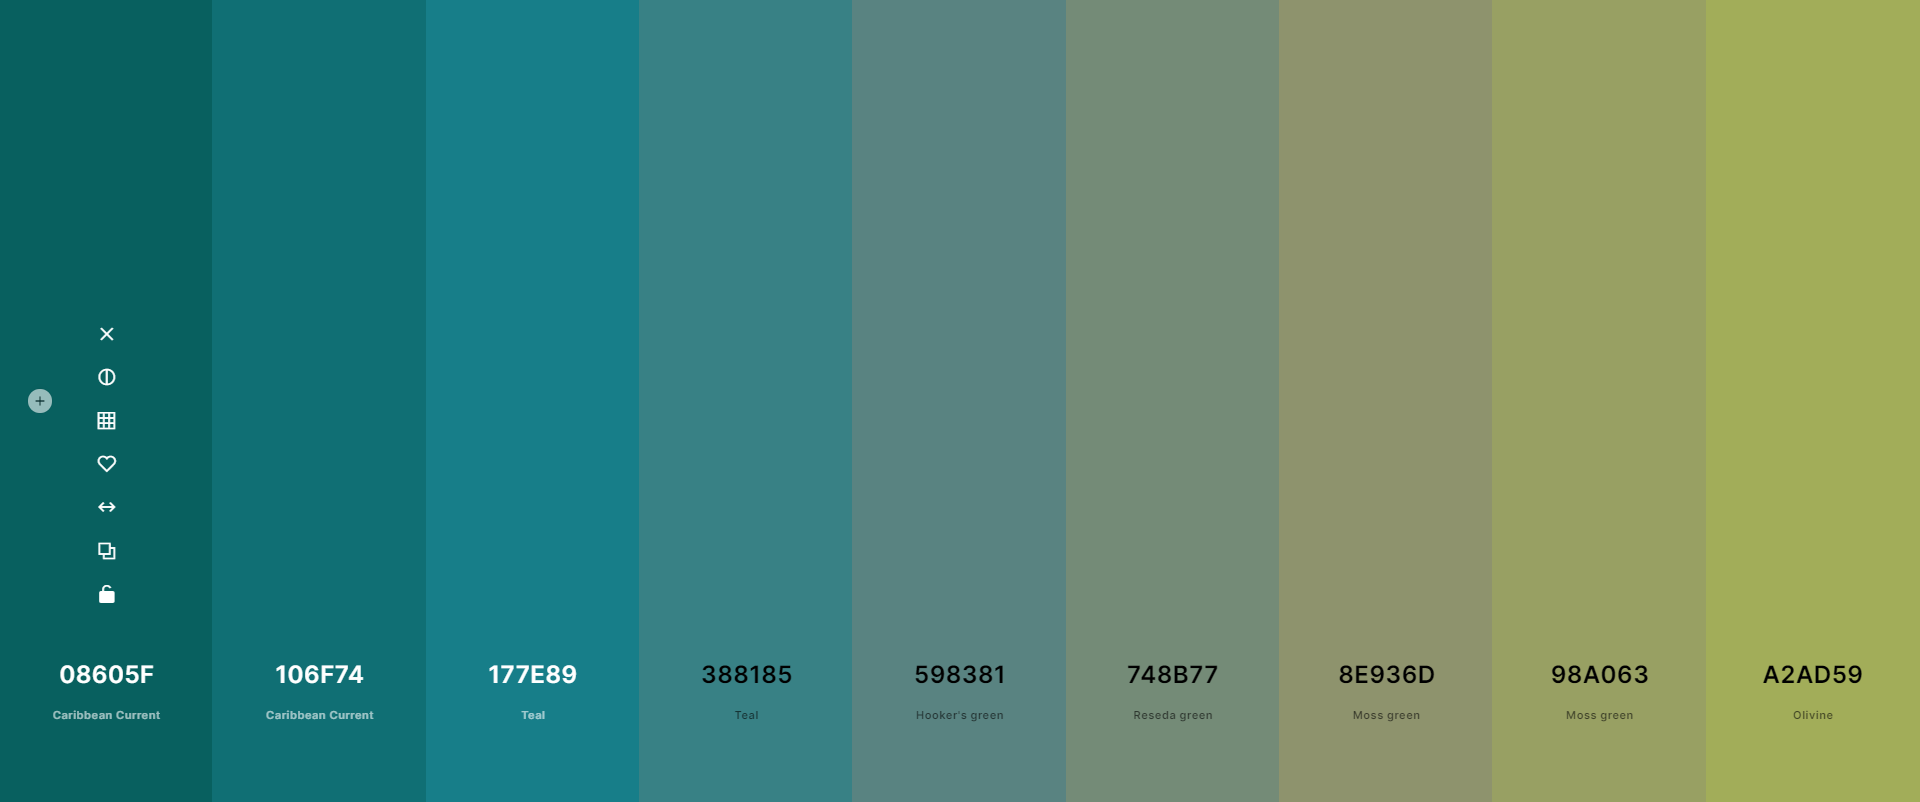 08605F
Caribbean Current
106F74
Caribbean Current
177E89
Teal
388185
Teal
598381
Hooker's green
748B77
Reseda green
8E936D
Moss green
98A063
Moss green
A2AD59
Olivine